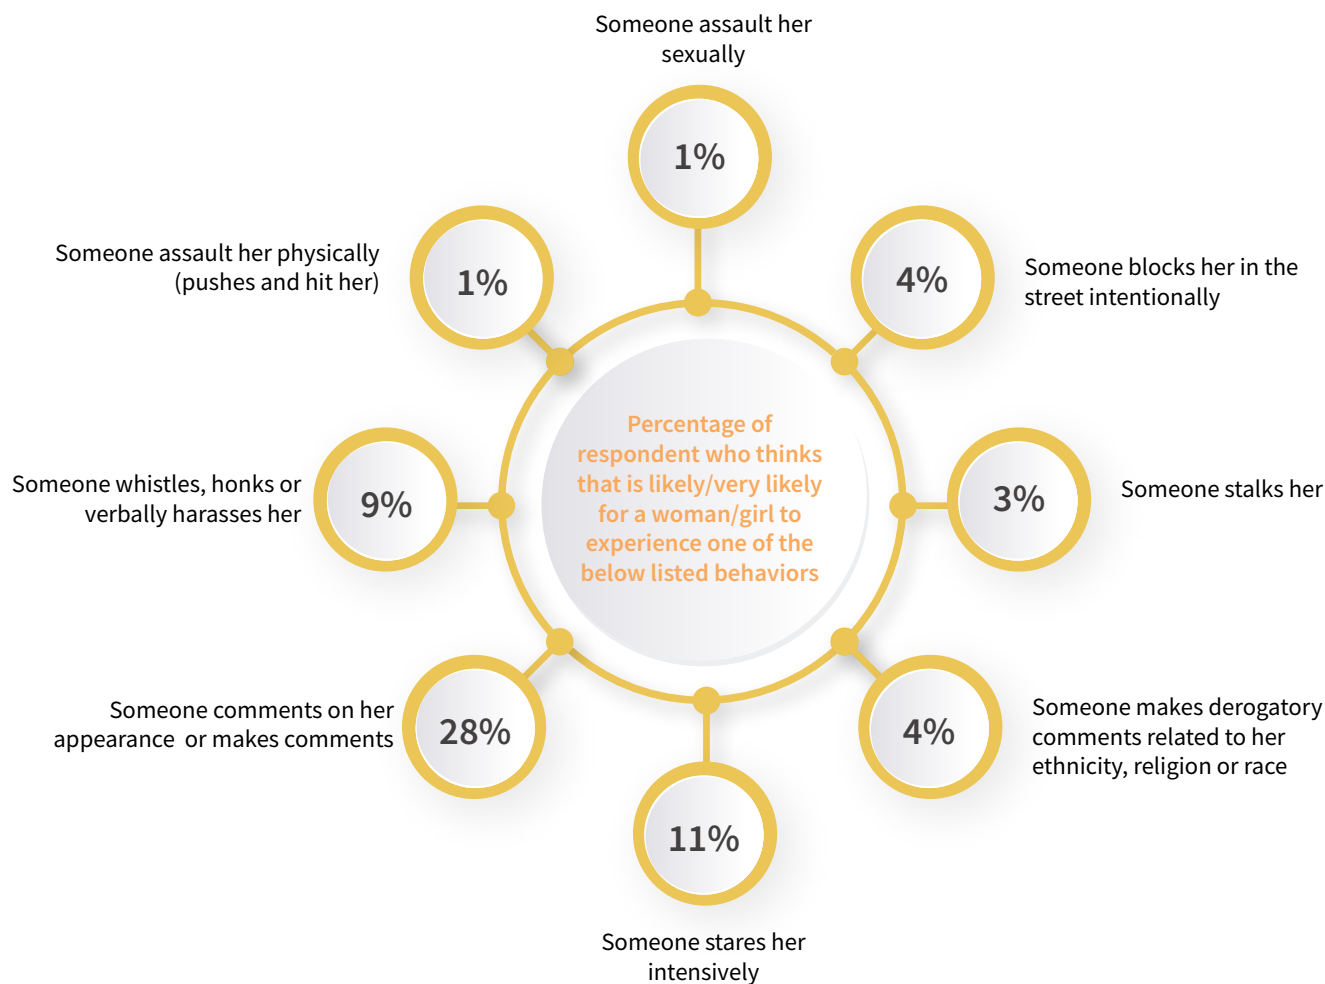 Someone assault her
sexually
1%
Someone assault her physically
(pushes and hit her)
1%
4%
Someone blocks her in the
street intentionally
Percentage of
respondent who thinks
that is likely/very likely
for a woman/girl to
experience one of the
below listed behaviors
Someone whistles, honks or
verbally harasses her
9%
3%
Someone stalks her
Someone comments on her
appearance or makes comments
28%
4%
Someone makes derogatory
comments related to her
ethnicity, religion or race
11%
Someone stares her
intensively